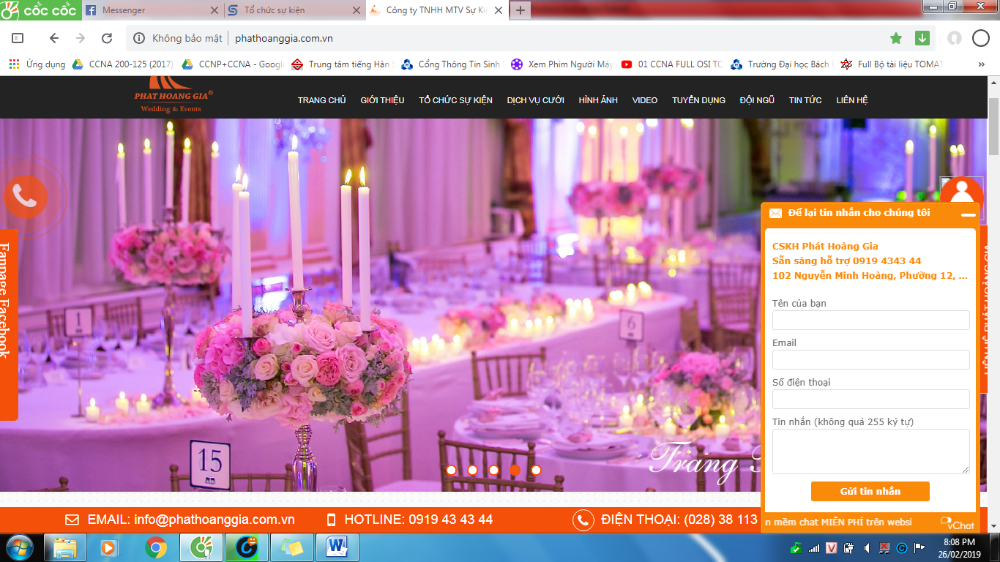 cốc cốc
Messenger
Tổ chức sự kiện
Công ty TNHH MTV Sự Ki
Không bảo mật
phathoanggia.com.vn
Ứng dụng
CCNA 200-125 (2017)
CCNP+CCNA - Google
Trung tâm tiếng Hàn
Cổng Thông Tin Sinh
Xem Phim Người Máy
01 CCNA FULL OSI TC
Trường Đại học Bách
Full Bộ tài liệu TOMAT
»
PHAT HOANG GIA®
Wedding & Events
TRANG CHỦ
GIỚI THIỆU
TỔ CHỨC SỰ KIỆN
DỊCH VỤ CƯỚI
HÌNH ẢNH
VIDEO
TUYỂN DỤNG
ĐỘI NGŨ
TIN TỨC
LIÊN HỆ
Fanpage Facebook
1
6
15
Trang
LIÊN HỆ PHÁT HOÀNG GIA
Để lại tin nhắn cho chúng tôi
CSKH Phát Hoàng Gia
Sẵn sàng hỗ trợ 0919 4343 44
102 Nguyễn Minh Hoàng, Phường 12, ...
Tên của bạn
Email
Số điện thoại
Tin nhắn (không quá 255 ký tự)
Gửi tin nhắn
n mềm chat MIỄN PHÍ trên websi
vChat
EMAIL: info@phathoanggia.com.vn
HOTLINE: 0919 43 43 44
ĐIỆN THOẠI: (028) 38 113
8:08 PM
26/02/2019